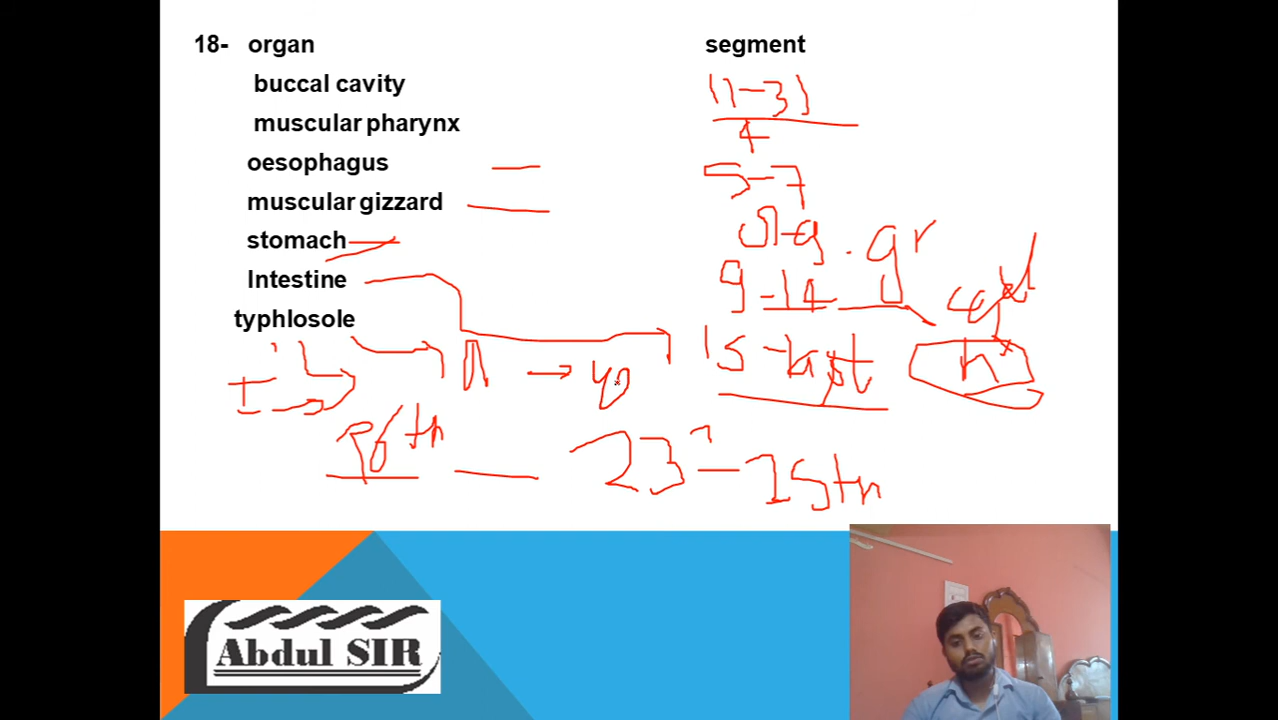 18- organ segment
buccal cavity (1-3)
muscular pharynx 4
oesophagus 5-7
muscular gizzard 8-9 . gr
stomach 9-14
Intestine 15-last
typhlosole
26th 23 - 25th
Abdul SIR